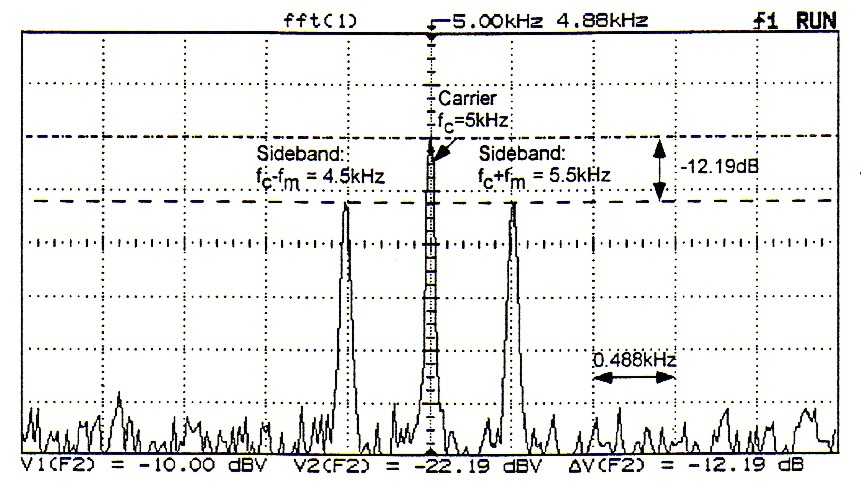 fft(1) 5.00kHz 4.88kHz f1 RUN
Carrier
fc=5kHz
Sideband:
fc-fm = 4.5kHz
Sideband:
fc+fm = 5.5kHz
-12.19dB
0.488kHz
V1(F2) = -10.00 dBV V2(F2) = -22.19 dBV ΔV(F2) = -12.19 dB